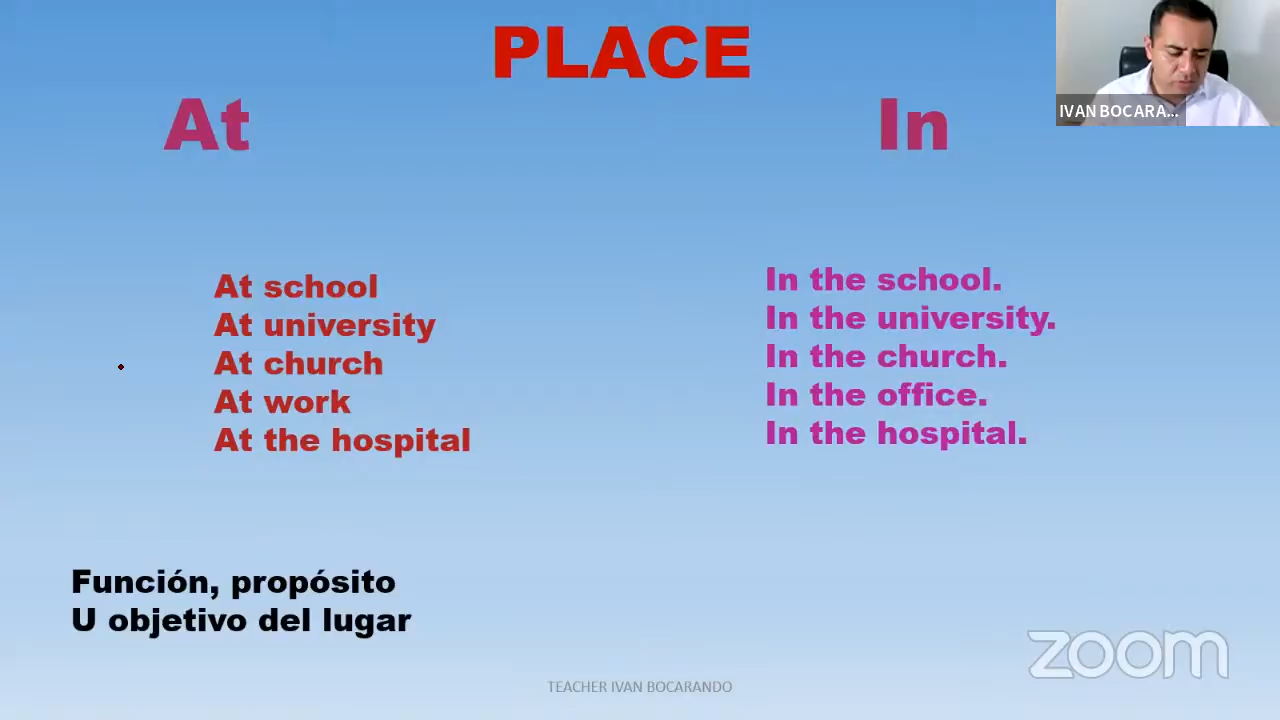 PLACE
At
In
IVAN BOCARA...
At school
At university
At church
At work
At the hospital
In the school.
In the university.
In the church.
In the office.
In the hospital.
Función, propósito
U objetivo del lugar
zoom
TEACHER IVAN BOCARANDO